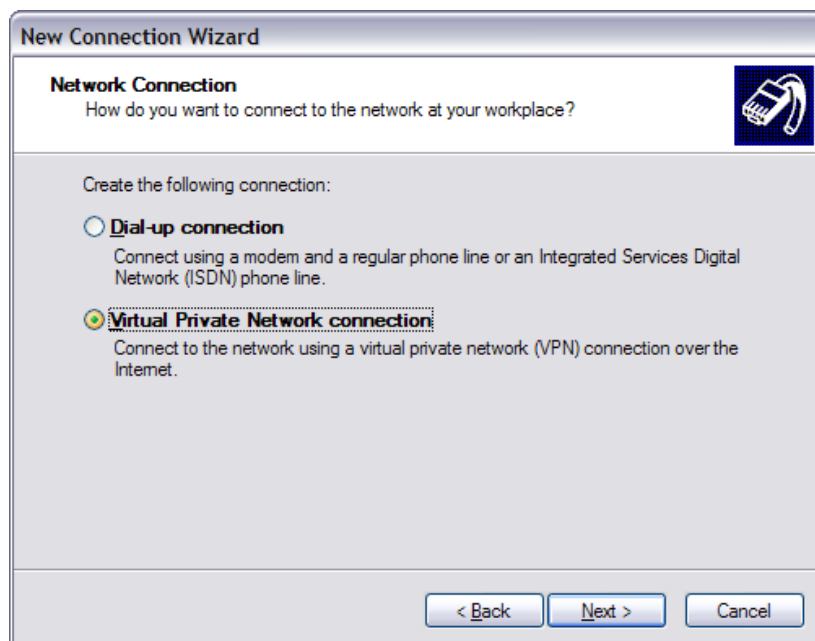 New Connection Wizard
Network Connection
How do you want to connect to the network at your workplace?
Create the following connection:
Dial-up connection
Connect using a modem and a regular phone line or an Integrated Services Digital
Network (ISDN) phone line.
Virtual Private Network connection
Connect to the network using a virtual private network (VPN) connection over the
Internet.
< Back Next > Cancel